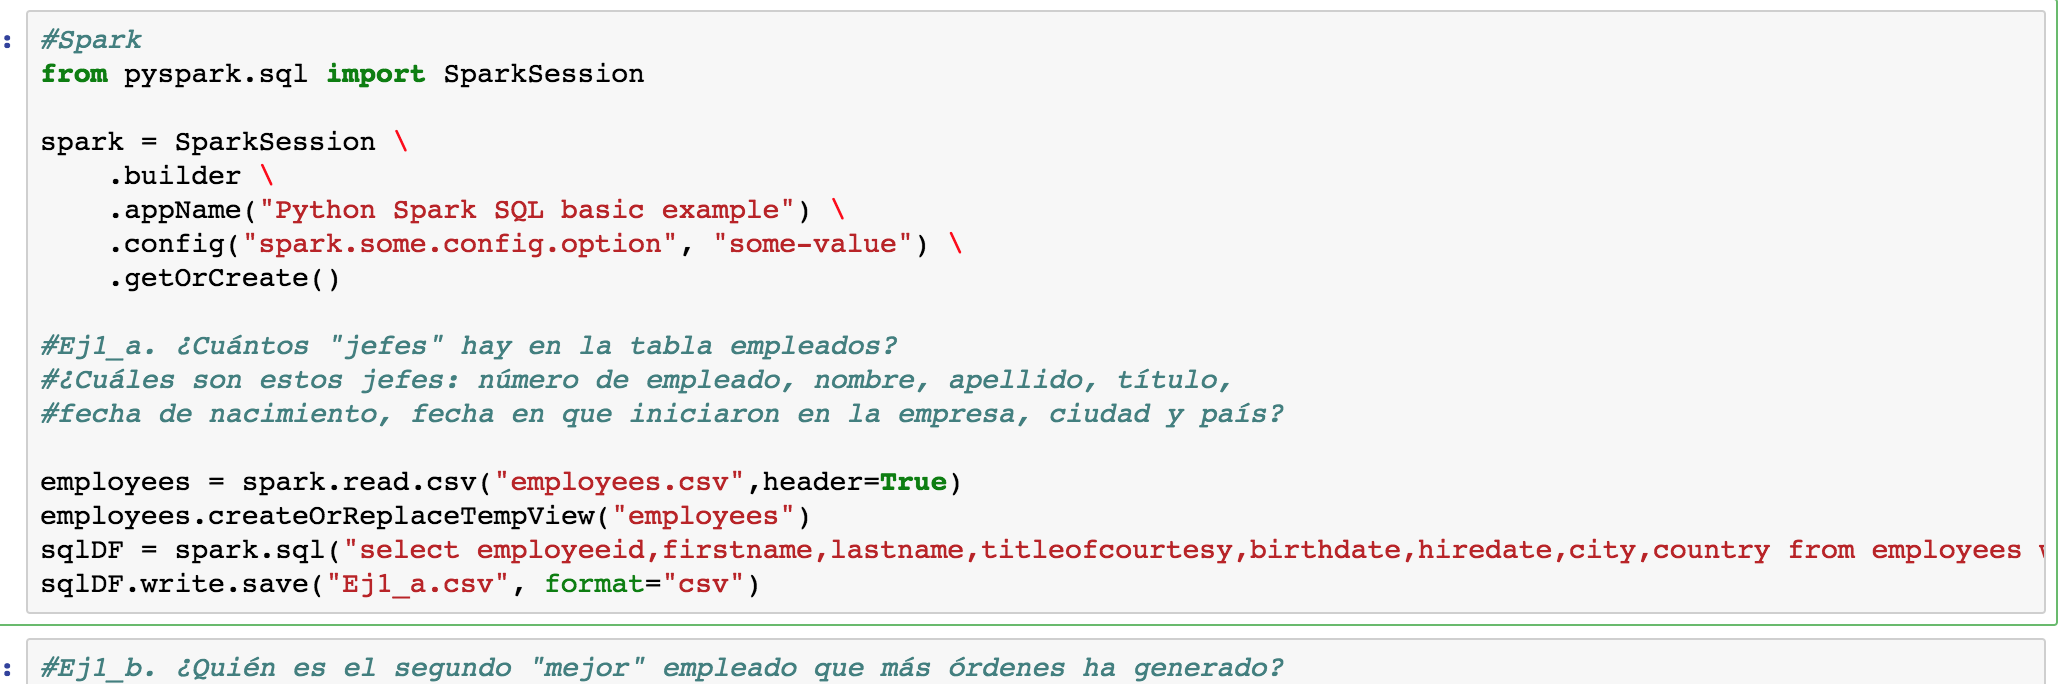 :
#Spark
from pyspark.sql import SparkSession
spark = SparkSession \
    .builder \
    .appName("Python Spark SQL basic example") \
    .config("spark.some.config.option", "some-value") \
    .getOrCreate()
#Ej1_a. ¿Cuántos "jefes" hay en la tabla empleados?
#¿Cuáles son estos jefes: número de empleado, nombre, apellido, título,
#fecha de nacimiento, fecha en que iniciaron en la empresa, ciudad y país?
employees = spark.read.csv("employees.csv",header=True)
employees.createOrReplaceTempView("employees")
sqlDF = spark.sql("select employeeid,firstname,lastname,titleofcourtesy,birthdate,hiredate,city,country from employees
sqlDF.write.save("Ej1_a.csv", format="csv")
:
#Ej1_b. ¿Quién es el segundo "mejor" empleado que más órdenes ha generado?